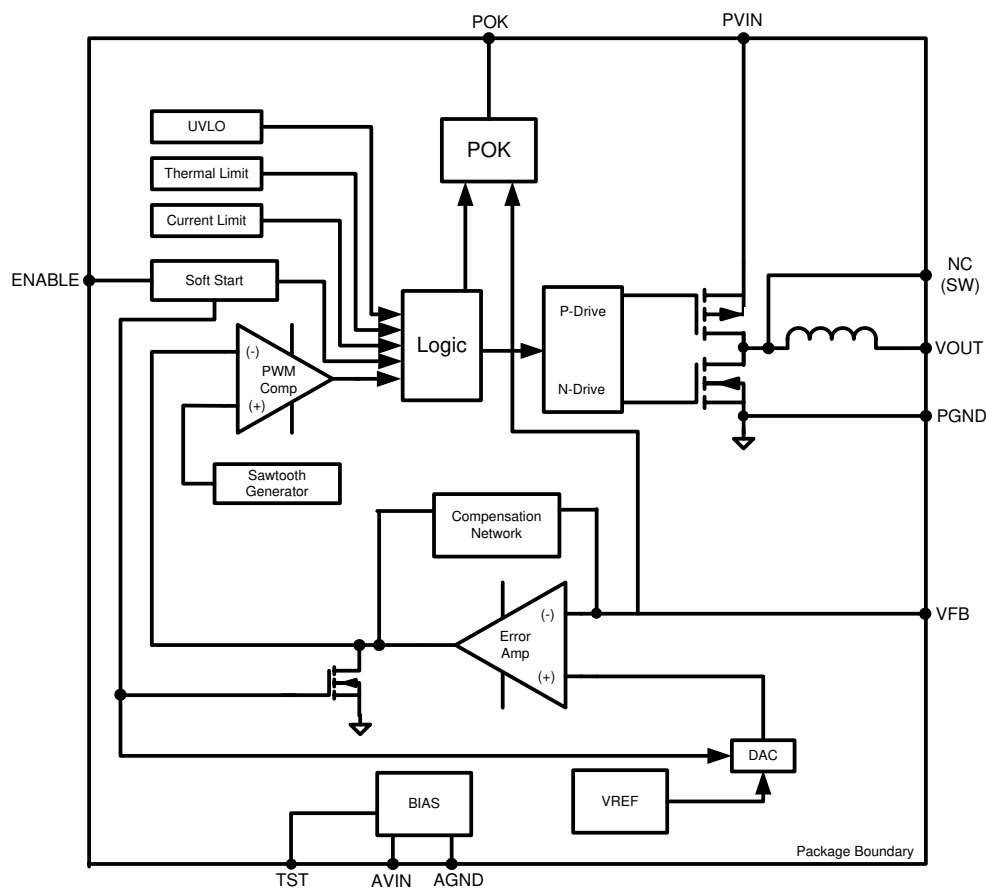 POK
PVIN
UVLO
POK
Thermal Limit
Current Limit
ENABLE
Soft Start
NC
(SW)
P-Drive
Logic
(-)
PWM
Comp
(+)
VOUT
N-Drive
PGND
Sawtooth
Generator
Compensation
Network
(-)
VFB
Error
Amp
(+)
DAC
BIAS
VREF
Package Boundary
TST
AVIN
AGND